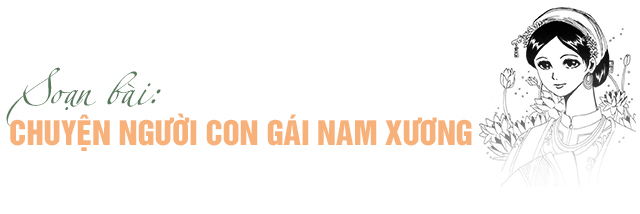 Soạn bài:
CHUYỆN NGƯỜI CON GÁI NAM XƯƠNG